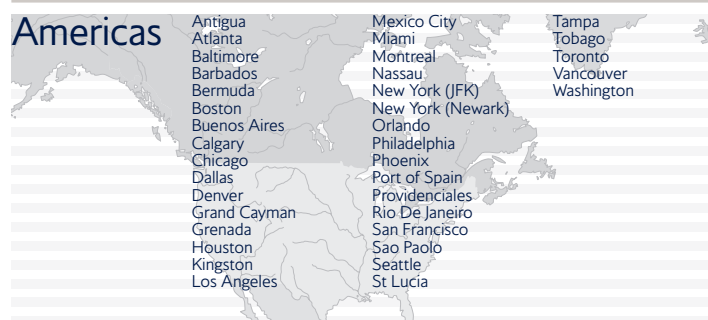 Americas
Antigua
Atlanta
Baltimore
Barbados
Bermuda
Boston
Buenos Aires
Calgary
Chicago
Dallas
Denver
Grand Cayman
Grenada
Houston
Kingston
Los Angeles
Mexico City
Miami
Montreal
Nassau
New York (JFK)
New York (Newark)
Orlando
Philadelphia
Phoenix
Port of Spain
Providenciales
Rio De Janeiro
San Francisco
Sao Paolo
Seattle
St Lucia
Tampa
Tobago
Toronto
Vancouver
Washington